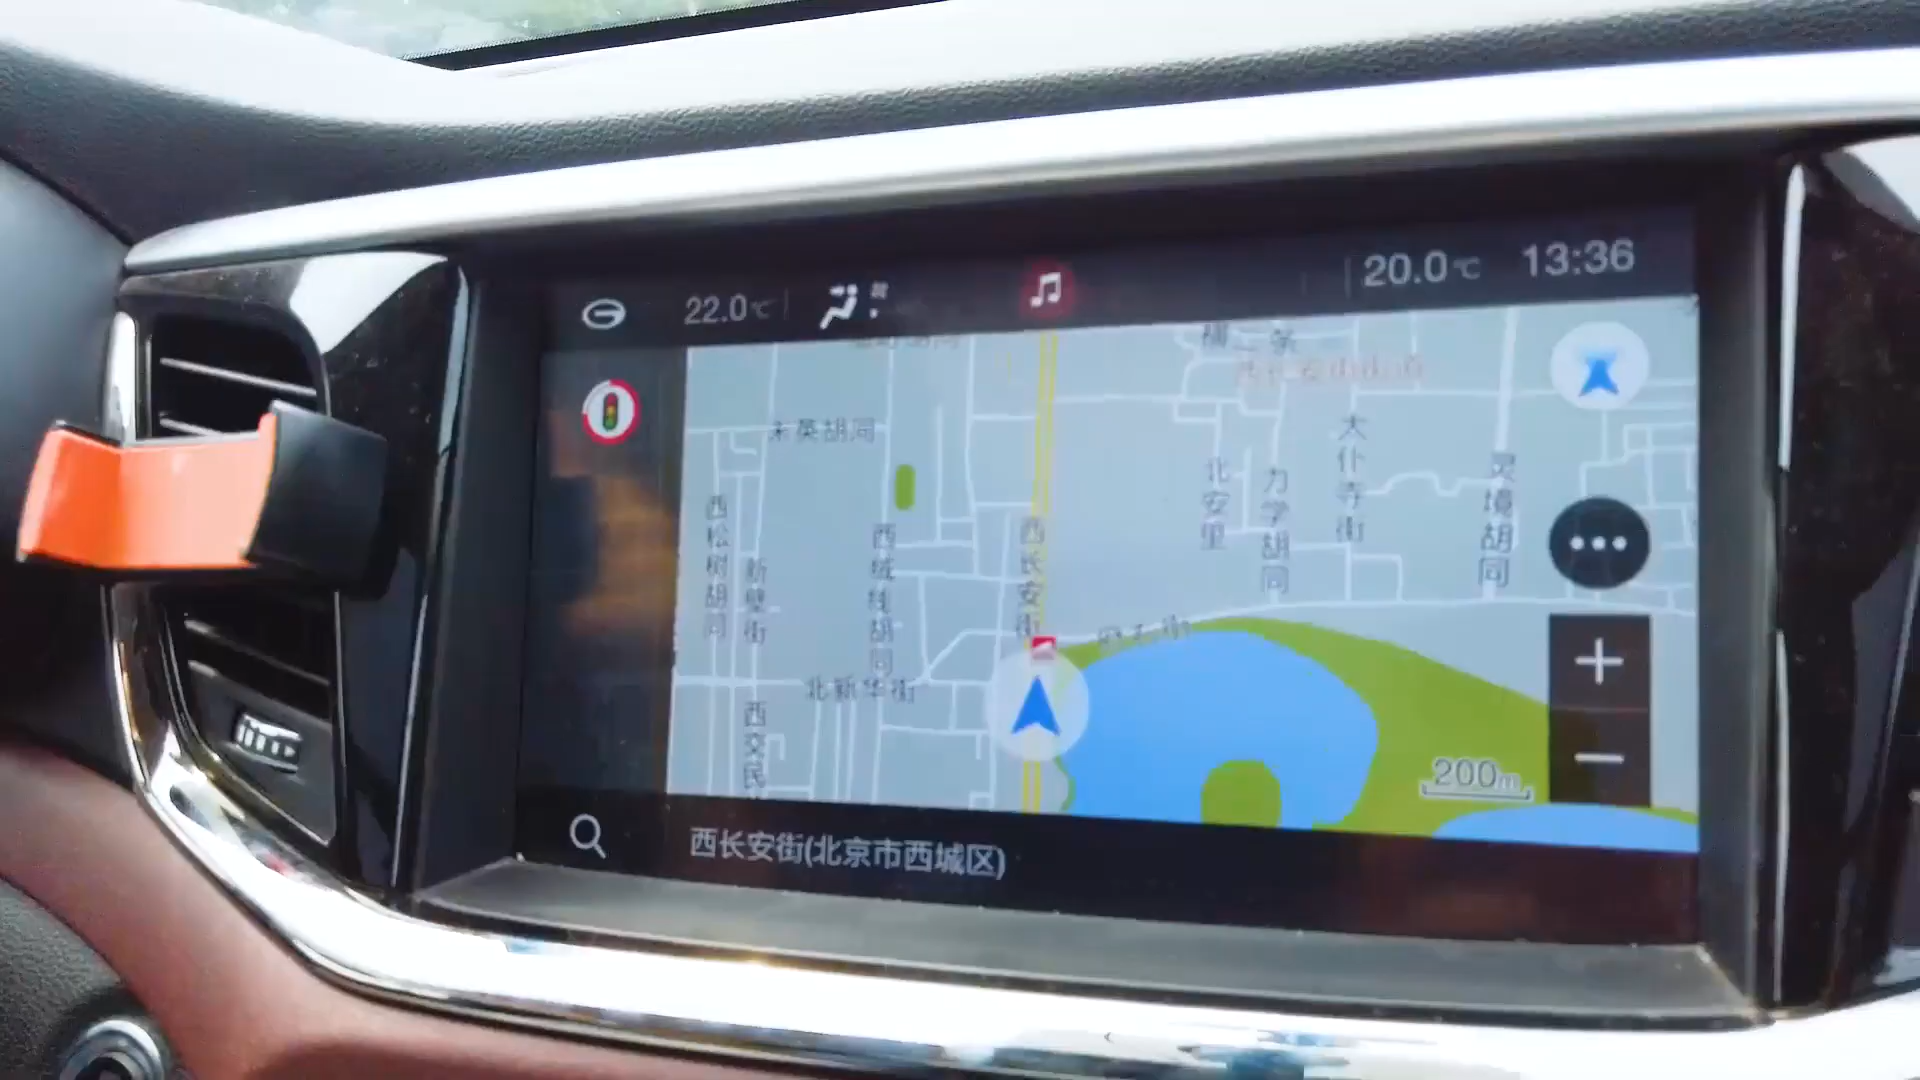 22.0℃
20.0℃
13:36
未英胡同
大仆寺街
北安里
力学胡同
灵境胡同
西松树胡同
新壁街
西绒线胡同
西长安街
北新华街
西交民
200m
西长安街(北京市西城区)